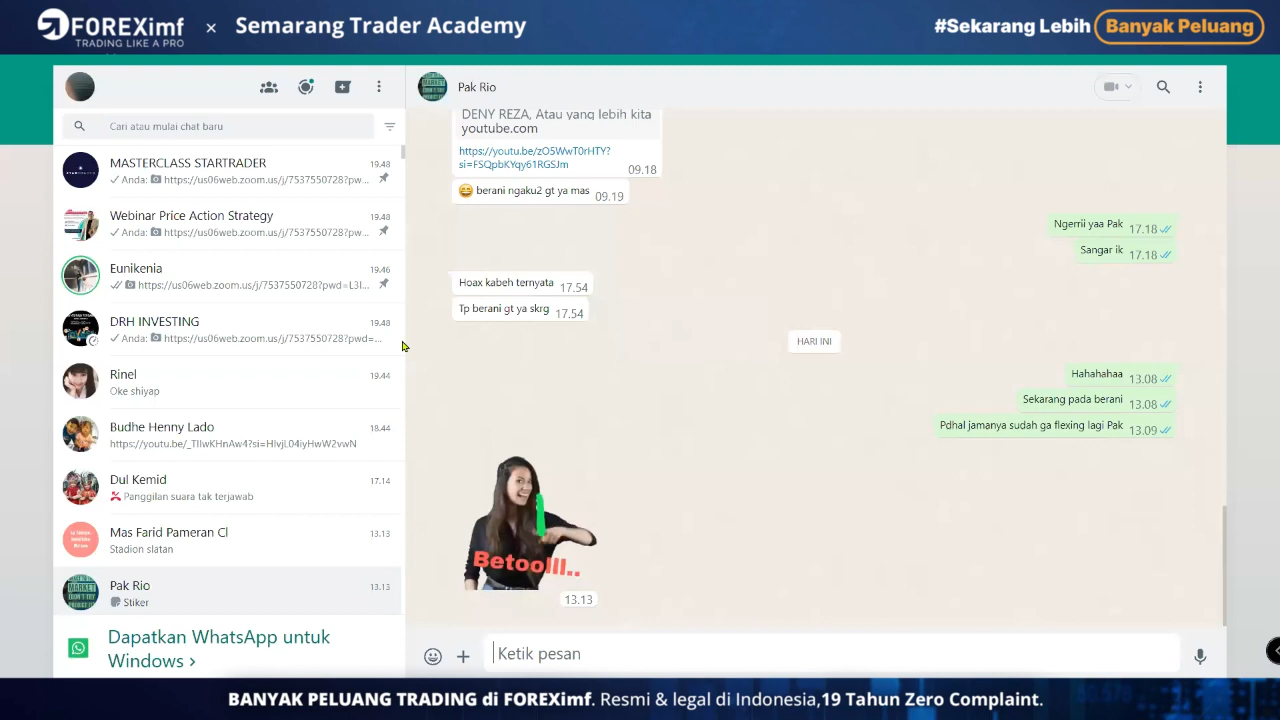 FOREXimf
TRADING LIKE A PRO
×
Semarang Trader Academy
#Sekarang Lebih
Banyak Peluang
Cari atau mulai chat baru
MASTERCLASS STARTRADER
19.48
Anda: https://us06web.zoom.us/j/7537550728?pw...
Webinar Price Action Strategy
19.48
Anda: https://us06web.zoom.us/j/7537550728?pw...
Eunikenia
19.46
https://us06web.zoom.us/j/7537550728?pwd=L3I...
DRH INVESTING
19.48
Anda: https://us06web.zoom.us/j/7537550728?pwd=...
Rinel
19.44
Oke shiyap
Budhe Henny Lado
18.44
https://youtu.be/_TIlwKHnAw4?si=HlvjL04iyHwW2vwN
Dul Kemid
17.14
Panggilan suara tak terjawab
Mas Farid Pameran Cl
13.13
Stadion slatan
Pak Rio
13.13
Stiker
Dapatkan WhatsApp untuk
Windows ›
Pak Rio
DENY REZA, Atau yang lebih kita
youtube.com
https://youtu.be/zO5WwT0rHTY?
si=FSQpbKYqy61RGSJm
09.18
😄 berani ngaku2 gt ya mas 09.19
Ngerrii yaa Pak 17.18
Sangar ik 17.18
Hoax kabeh ternyata 17.54
Tp berani gt ya skrg 17.54
HARI INI
Hahahahaa 13.08
Sekarang pada berani 13.08
Pdhal jamanya sudah ga flexing lagi Pak 13.09
Betoolll..
13.13
Ketik pesan
BANYAK PELUANG TRADING di FOREXimf. Resmi & legal di Indonesia,19 Tahun Zero Complaint.